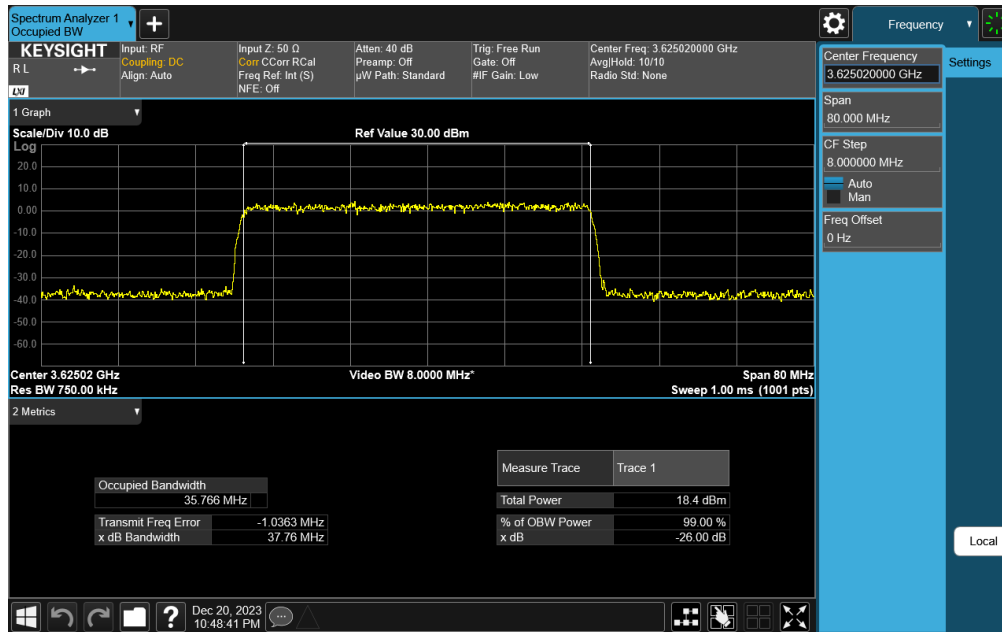 Spectrum Analyzer 1
Occupied BW
Frequency
KEYSIGHT
R L
LXI
Input: RF
Coupling: DC
Align: Auto
Input Z: 50 Ω
Corr CCorr RCal
Freq Ref: Int (S)
NFE: Off
Atten: 40 dB
Preamp: Off
µW Path: Standard
Trig: Free Run
Gate: Off
#IF Gain: Low
Center Freq: 3.625020000 GHz
Avg|Hold: 10/10
Radio Std: None
Center Frequency
3.625020000 GHz
Settings
Span
80.000 MHz
CF Step
8.000000 MHz
Auto
Man
Freq Offset
0 Hz
1 Graph
Scale/Div 10.0 dB
Ref Value 30.00 dBm
Log
20.0
10.0
0.00
-10.0
-20.0
-30.0
-40.0
-50.0
-60.0
Center 3.62502 GHz
Video BW 8.0000 MHz*
Span 80 MHz
Res BW 750.00 kHz
Sweep 1.00 ms (1001 pts)
2 Metrics
Measure Trace
Trace 1
Occupied Bandwidth
35.766 MHz
Total Power
18.4 dBm
Transmit Freq Error
-1.0363 MHz
% of OBW Power
99.00 %
x dB Bandwidth
37.76 MHz
x dB
-26.00 dB
Local
?
Dec 20, 2023
10:48:41 PM